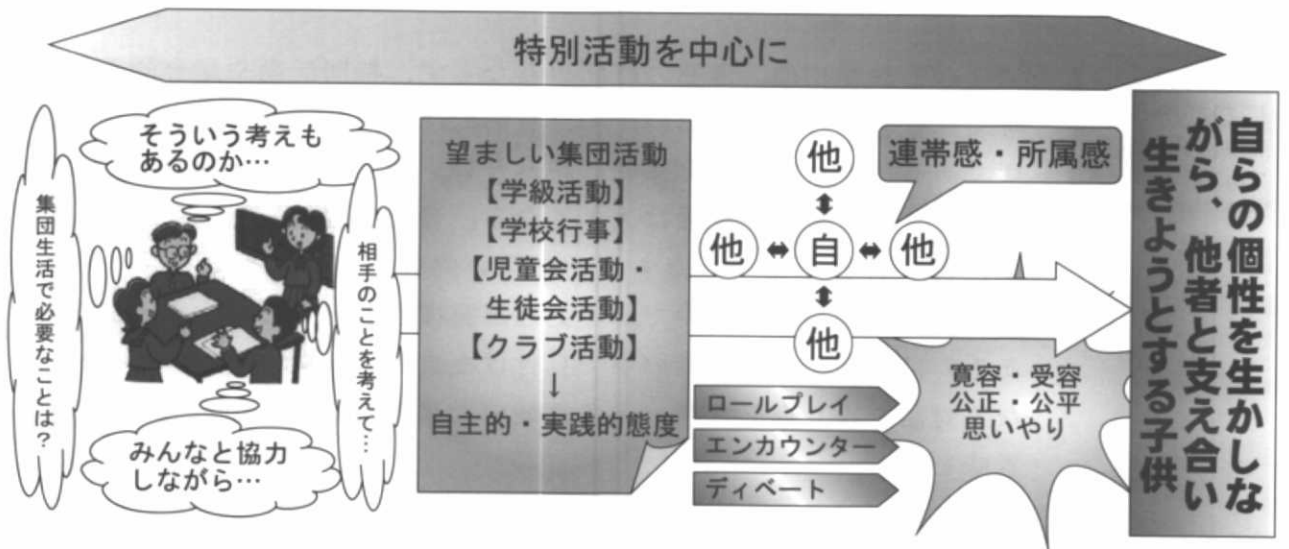 特別活動を中心に
そういう考えも
あるのか…
集団生活で必要なことは？
相手のことを考えて…
みんなと協力
しながら…
望ましい集団活動
【学級活動】
【学校行事】
【児童会活動・
生徒会活動】
【クラブ活動】
↓
自主的・実践的態度
他
連帯感・所属感
他 ⇔ 自 ⇔ 他
他
ロールプレイ
エンカウンター
ディベート
寛容・受容
公正・公平
思いやり
自らの個性を生かしな
がら、他者と支え合い
生きようとする子供